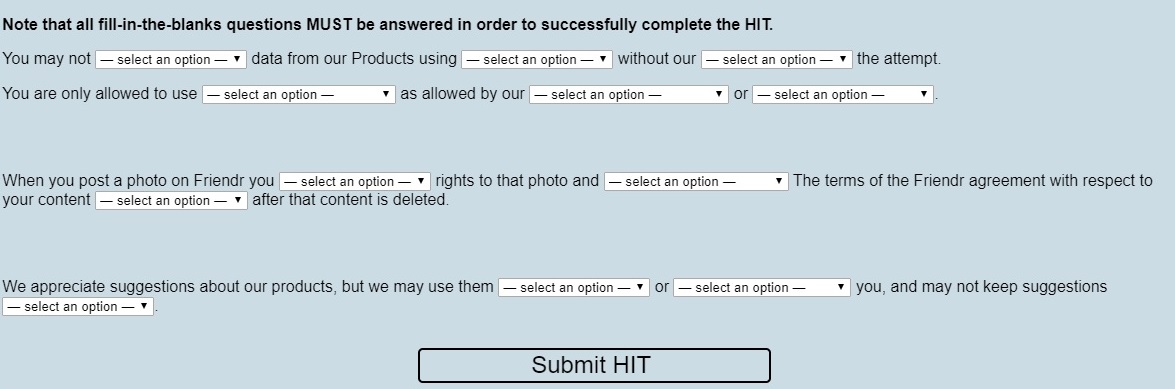 Note that all fill-in-the-blanks questions MUST be answered in order to successfully complete the HIT.
You may not — select an option — data from our Products using — select an option — without our — select an option — the attempt.
You are only allowed to use — select an option — as allowed by our — select an option — or — select an option — .
When you post a photo on Friendr you — select an option — rights to that photo and — select an option — The terms of the Friendr agreement with respect to
your content — select an option — after that content is deleted.
We appreciate suggestions about our products, but we may use them — select an option — or — select an option — you, and may not keep suggestions
— select an option — .
Submit HIT